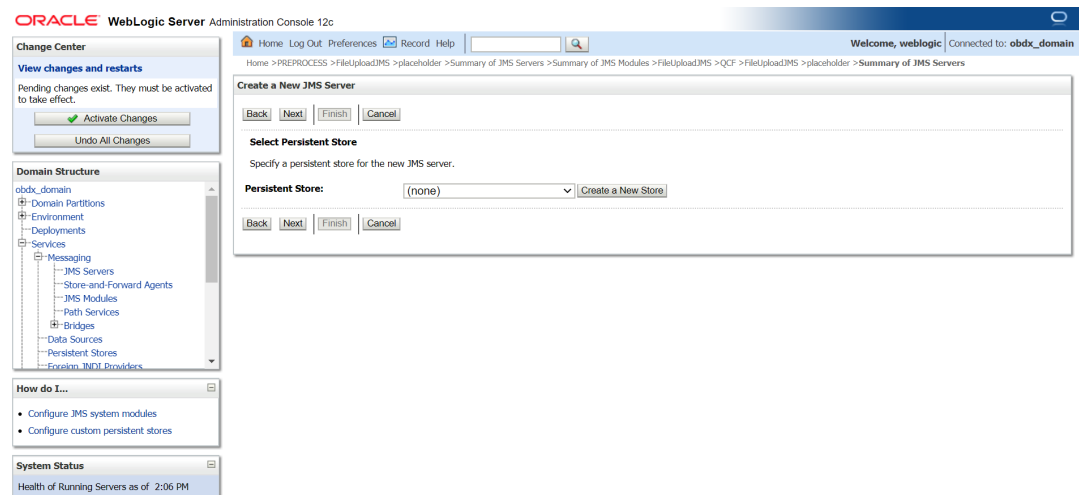 ORACLE WebLogic Server Administration Console 12c
Change Center
View changes and restarts
Pending changes exist. They must be activated
to take effect.
Activate Changes
Undo All Changes
Domain Structure
obdx_domain
Domain Partitions
Environment
Deployments
Services
Messaging
JMS Servers
Store-and-Forward Agents
JMS Modules
Path Services
Bridges
Data Sources
Persistent Stores
Foreign JNDI Providers
How do I...
Configure JMS system modules
Configure custom persistent stores
System Status
Health of Running Servers as of 2:06 PM
Home Log Out Preferences Record Help
Welcome, weblogic Connected to: obdx_domain
Home >PREPROCESS >FileUploadJMS >placeholder >Summary of JMS Servers >Summary of JMS Modules >FileUploadJMS >QCF >FileUploadJMS >placeholder >Summary of JMS Servers
Create a New JMS Server
Back Next Finish Cancel
Select Persistent Store
Specify a persistent store for the new JMS server.
Persistent Store: (none) Create a New Store
Back Next Finish Cancel